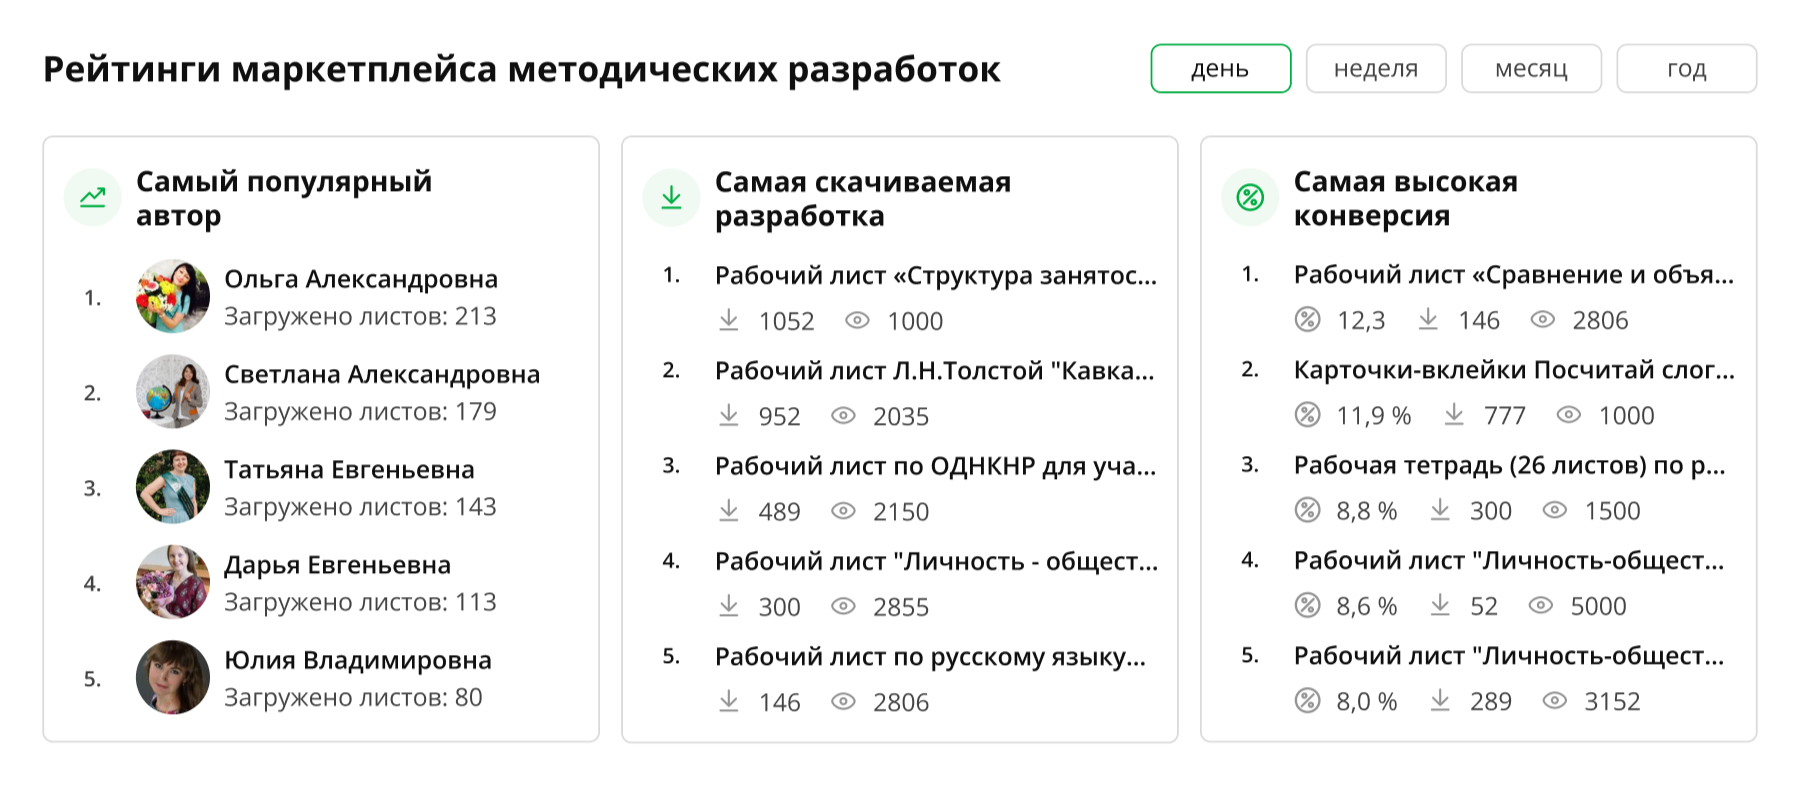 Рейтинги маркетплейса методических разработок
день
неделя
месяц
год
Самый популярный
автор
1.
Ольга Александровна
Загружено листов: 213
2.
Светлана Александровна
Загружено листов: 179
3.
Татьяна Евгеньевна
Загружено листов: 143
4.
Дарья Евгеньевна
Загружено листов: 113
5.
Юлия Владимировна
Загружено листов: 80
Самая скачиваемая
разработка
1. Рабочий лист «Структура занятос...
1052 1000
2. Рабочий лист Л.Н.Толстой "Кавка...
952 2035
3. Рабочий лист по ОДНКНР для уча...
489 2150
4. Рабочий лист "Личность - общест...
300 2855
5. Рабочий лист по русскому языку...
146 2806
Самая высокая
конверсия
1. Рабочий лист «Сравнение и объя...
12,3 146 2806
2. Карточки-вклейки Посчитай слог...
11,9 % 777 1000
3. Рабочая тетрадь (26 листов) по р...
8,8 % 300 1500
4. Рабочий лист "Личность-общест...
8,6 % 52 5000
5. Рабочий лист "Личность-общест...
8,0 % 289 3152